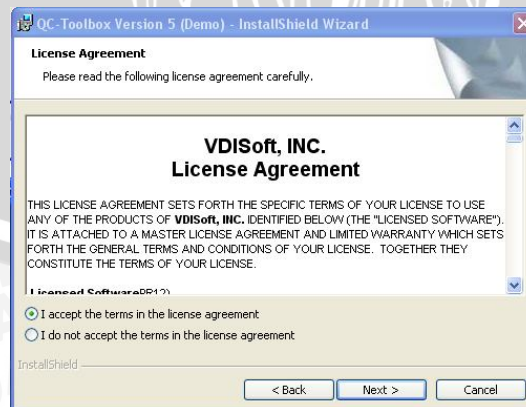 QC-Toolbox Version 5 (Demo) - InstallShield Wizard
License Agreement
Please read the following license agreement carefully.
VDISoft, INC.
License Agreement
THIS LICENSE AGREEMENT SETS FORTH THE SPECIFIC TERMS OF YOUR LICENSE TO USE
ANY OF THE PRODUCTS OF VDISoft, INC. IDENTIFIED BELOW (THE "LICENSED SOFTWARE").
IT IS ATTACHED TO A MASTER LICENSE AGREEMENT AND LIMITED WARRANTY WHICH SETS
FORTH THE GENERAL TERMS AND CONDITIONS OF YOUR LICENSE. TOGETHER THEY
CONSTITUTE THE TERMS OF YOUR LICENSE.
Licensed Software
I accept the terms in the license agreement
I do not accept the terms in the license agreement
InstallShield
< Back Next > Cancel